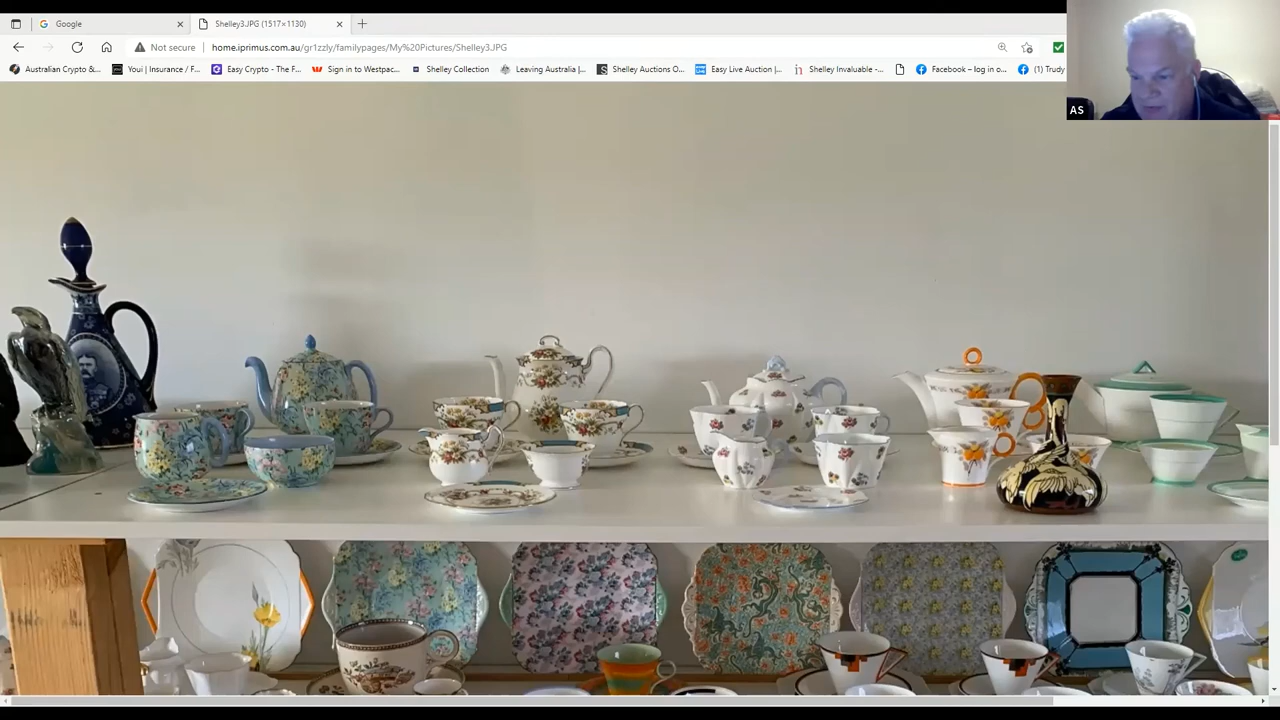 Google
Shelley3.JPG (1517×1130)
Not secure
home.iprimus.com.au/gr1zzly/familypages/My%20Pictures/Shelley3.JPG
Australian Crypto &...
Youi | Insurance / F...
Easy Crypto - The F...
Sign in to Westpac...
Shelley Collection
Leaving Australia |...
Shelley Auctions O...
Easy Live Auction |...
Shelley Invaluable -...
Facebook – log in o...
(1) Trudy
AS